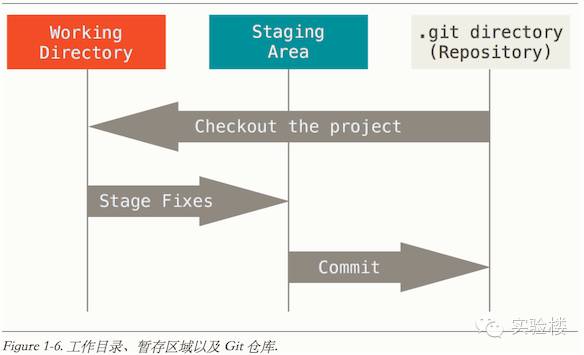 Working
Directory
Staging
Area
.git directory
(Repository)
Checkout the project
Stage Fixes
Commit
实验楼
Figure 1-6. 工作目录、暂存区域以及 Git 仓库.